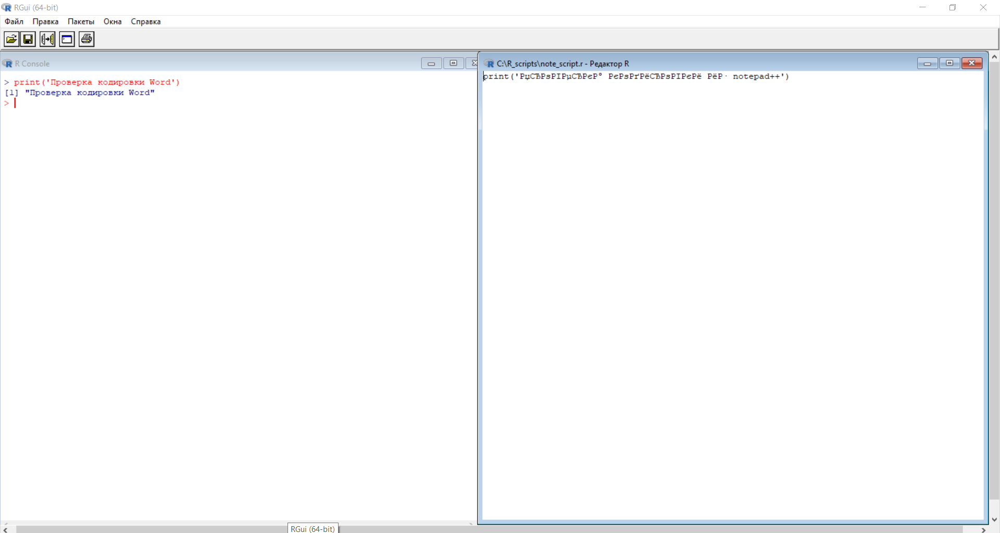 RGui (64-bit)
Файл Правка Пакеты Окна Справка
R Console
> print('Проверка кодировки Word')
[1] "Проверка кодировки Word"
>
C:\R_scripts\note_script.r - Редактор R
print('РџСЂРѕРІРµСЂРєР° РєРѕРґРёСЂРѕРІРєРё РёР· notepad++')
RGui (64-bit)